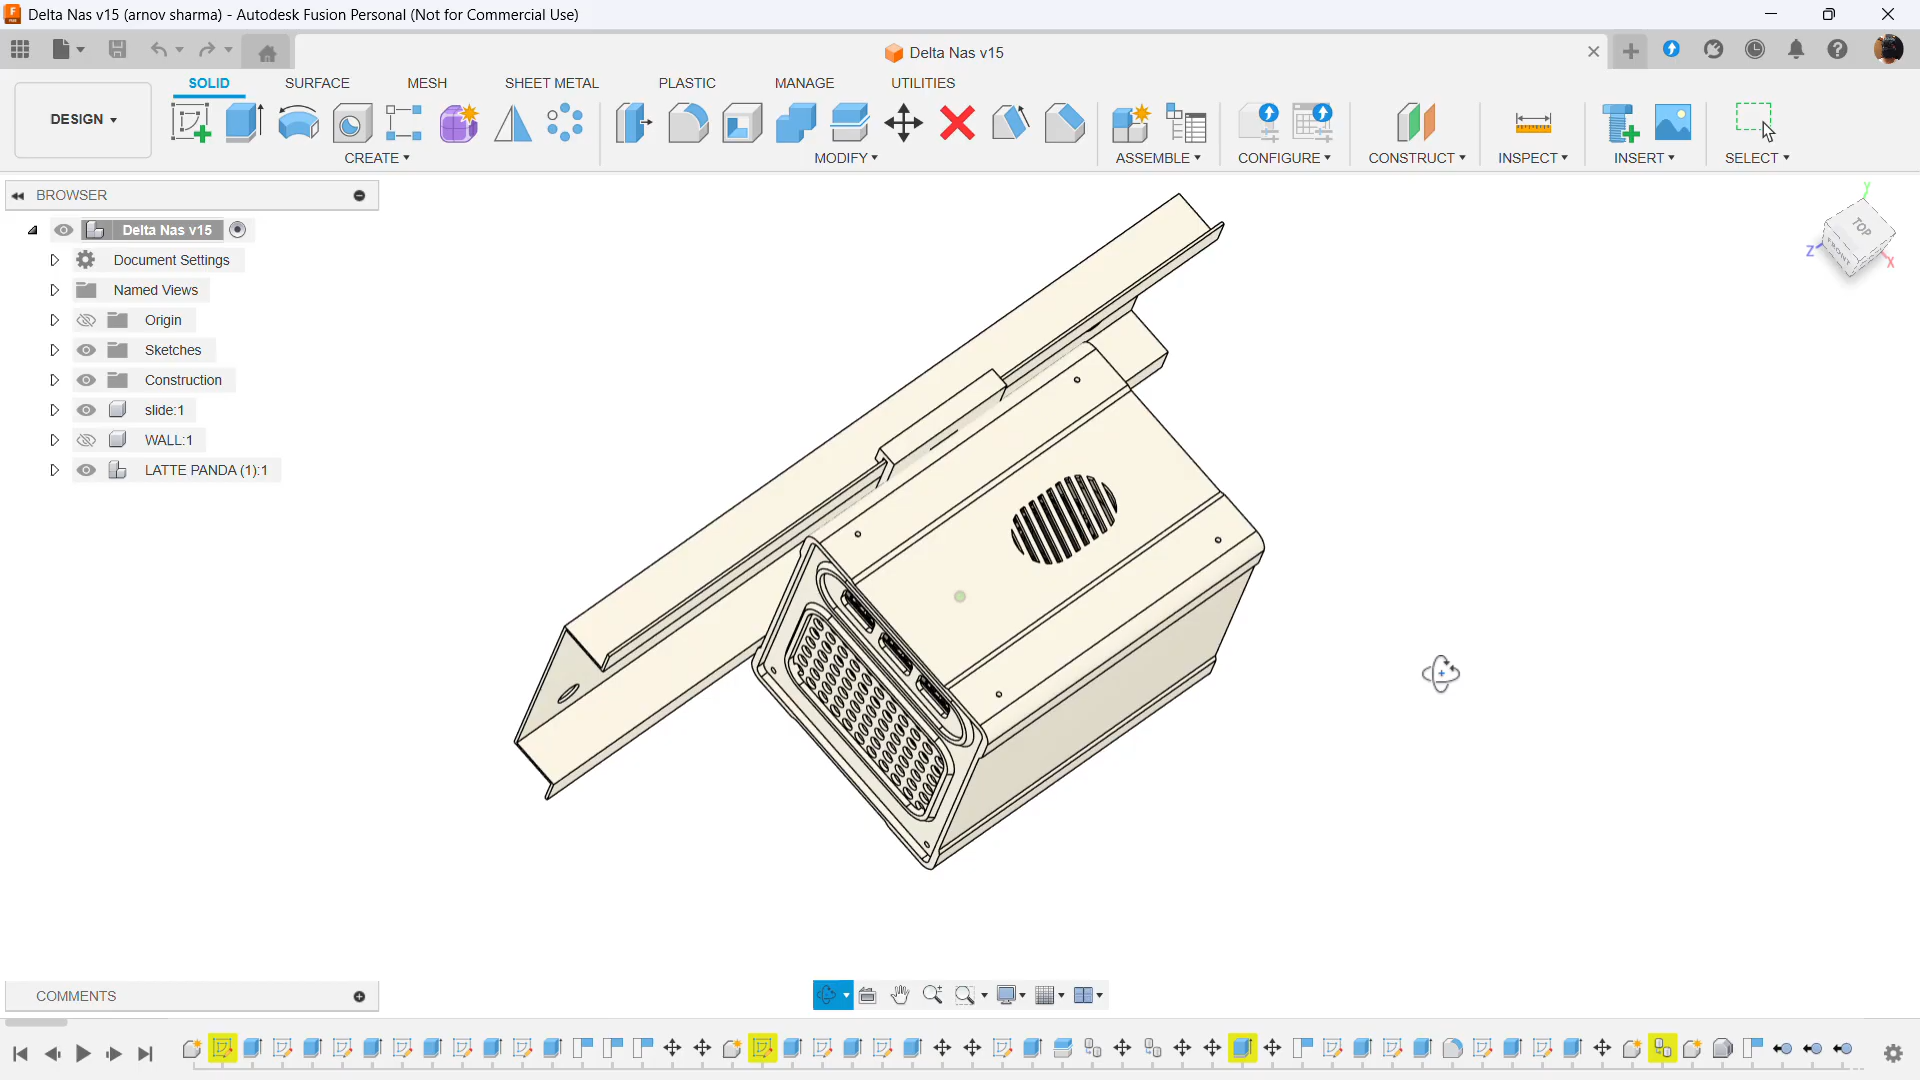 Delta Nas v15 (arnov sharma) - Autodesk Fusion Personal (Not for Commercial Use)
Delta Nas v15
SOLID SURFACE MESH SHEET METAL PLASTIC MANAGE UTILITIES
DESIGN
CREATE MODIFY ASSEMBLE CONFIGURE CONSTRUCT INSPECT INSERT SELECT
BROWSER
Delta Nas v15
Document Settings
Named Views
Origin
Sketches
Construction
slide:1
WALL:1
LATTE PANDA (1):1
Y
TOP
FRONT
Z
X
COMMENTS